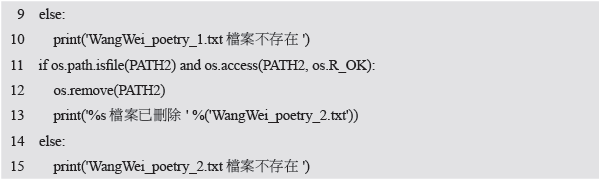 9 else:
10 print('WangWei_poetry_1.txt 檔案不存在 ')
11 if os.path.isfile(PATH2) and os.access(PATH2, os.R_OK):
12 os.remove(PATH2)
13 print('%s 檔案已刪除 ' %('WangWei_poetry_2.txt'))
14 else:
15 print('WangWei_poetry_2.txt 檔案不存在 ')